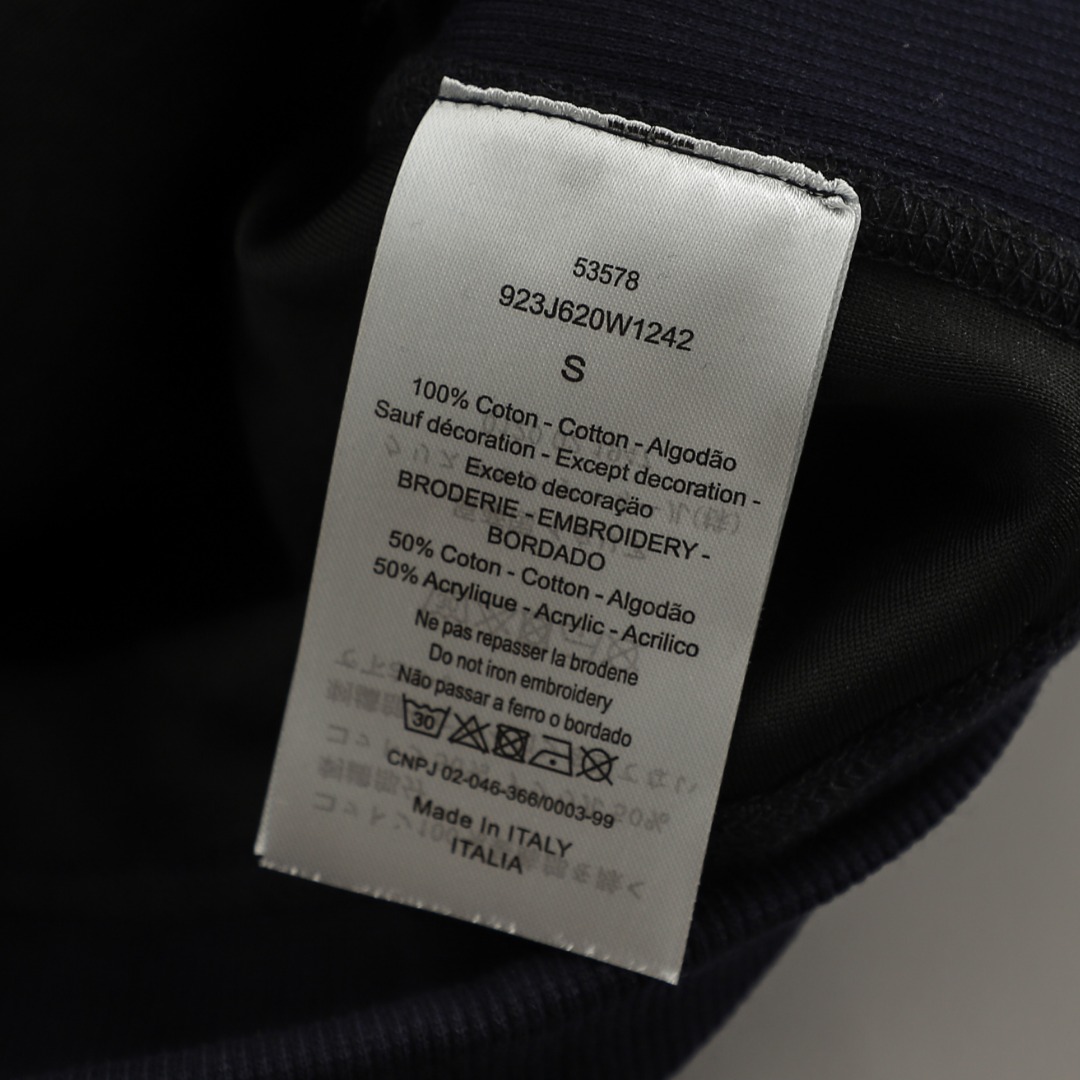 53578
923J620W1242
S
100% Coton - Cotton - Algodão
Sauf décoration - Except decoration -
Exceto decoração
BRODERIE - EMBROIDERY -
BORDADO
50% Coton - Cotton - Algodão
50% Acrylique - Acrylic - Acrilico
Ne pas repasser la brodene
Do not iron embroidery
Não passar a ferro o bordado
30
CNPJ 02-046-366/0003-99
Made In ITALY
ITALIA